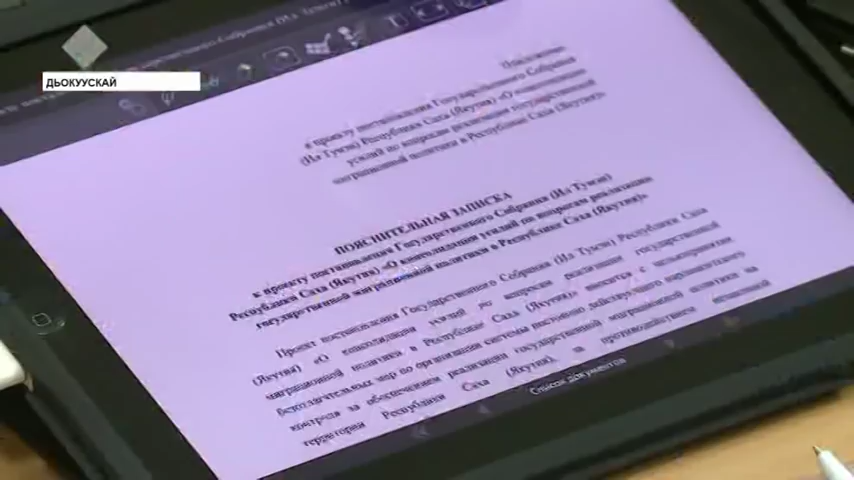 ДЬОКУУСКАЙ
Приложение
к проекту постановления Государственного Собрания
(Ил Тумэн) Республики Саха (Якутия) «О консолидации
усилий по вопросам реализации государственной
миграционной политики в Республике Саха (Якутия)»
ПОЯСНИТЕЛЬНАЯ ЗАПИСКА
к проекту постановления Государственного Собрания (Ил Тумэн)
Республики Саха (Якутия) «О консолидации усилий по вопросам реализации
государственной миграционной политики в Республике Саха (Якутия)»
Проект постановления Государственного Собрания (Ил Тумэн) Республики Саха
(Якутия) «О консолидации усилий по вопросам реализации государственной
миграционной политики в Республике Саха (Якутия)» вносится с целью принятия
безотлагательных мер по организации системы постоянно действующего парламентского
контроля за обеспечением реализации государственной миграционной политики на
территории Республики Саха (Якутия), за противодействием незаконной
Список документов